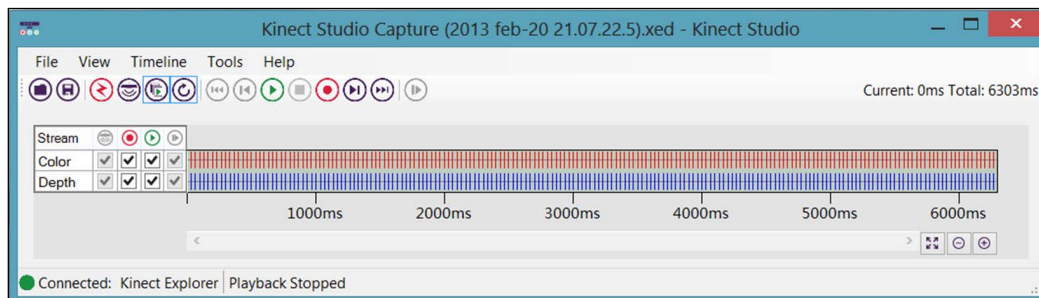 Kinect Studio Capture (2013 feb-20 21.07.22.5).xed - Kinect Studio
File View Timeline Tools Help
Current: 0ms Total: 6303ms
Stream
Color
Depth
1000ms 2000ms 3000ms 4000ms 5000ms 6000ms
Connected: Kinect Explorer Playback Stopped